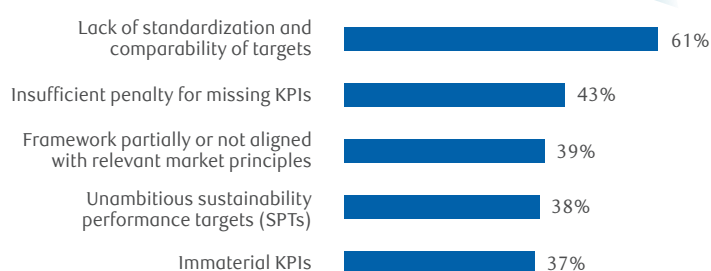 Lack of standardization and
comparability of targets
61%
Insufficient penalty for missing KPIs
43%
Framework partially or not aligned
with relevant market principles
39%
Unambitious sustainability
performance targets (SPTs)
38%
Immaterial KPIs
37%